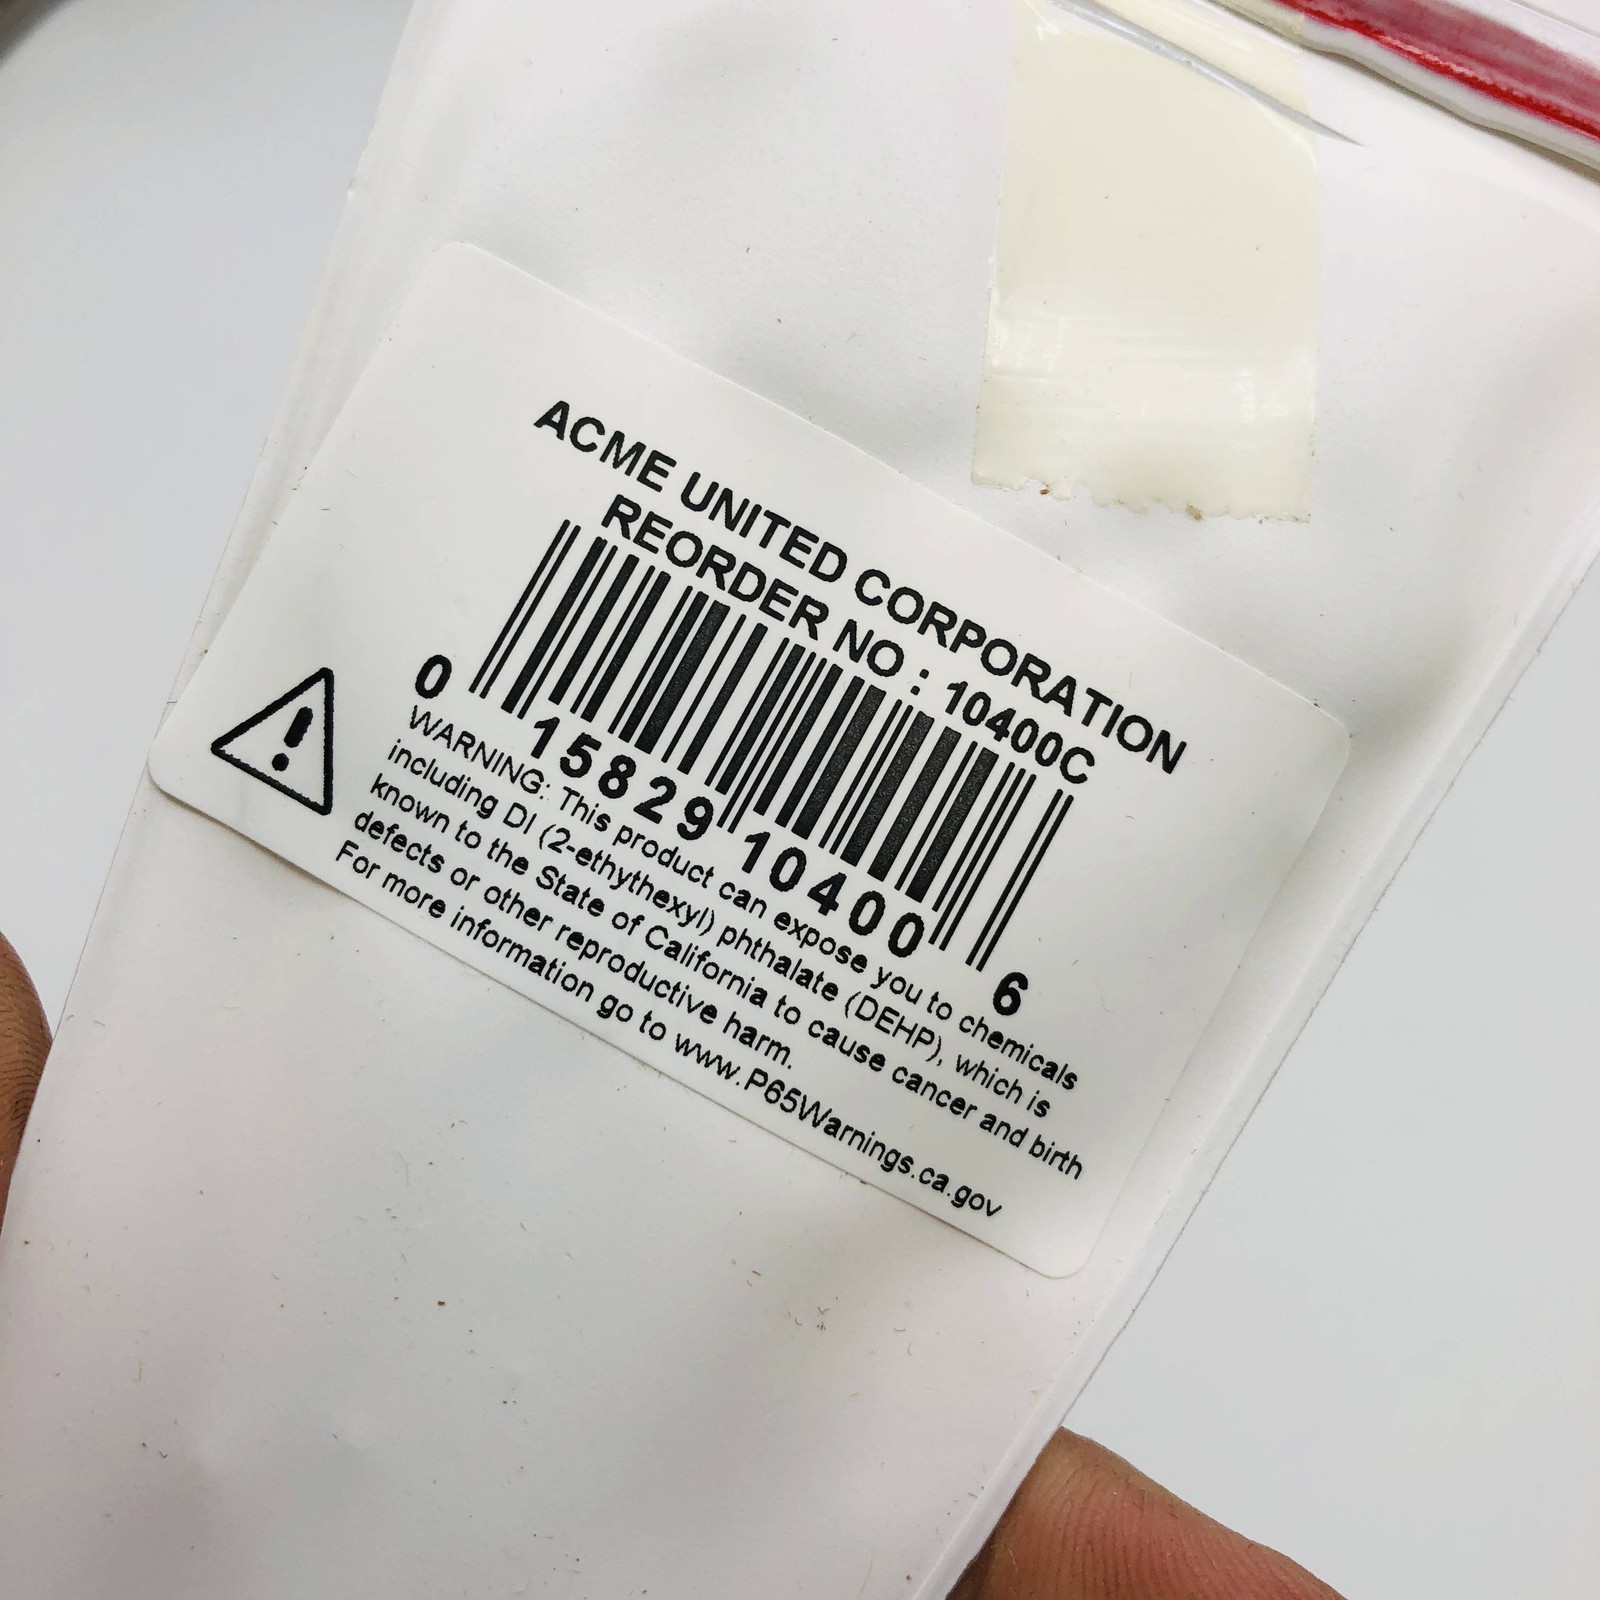 ACME UNITED CORPORATION
REORDER NO : 10400C
0 15829 10400 6
WARNING: This product can expose you to chemicals
including DI (2-ethythexyl) phthalate (DEHP), which is
known to the State of California to cause cancer and birth
defects or other reproductive harm.
For more information go to www.P65Warnings.ca.gov